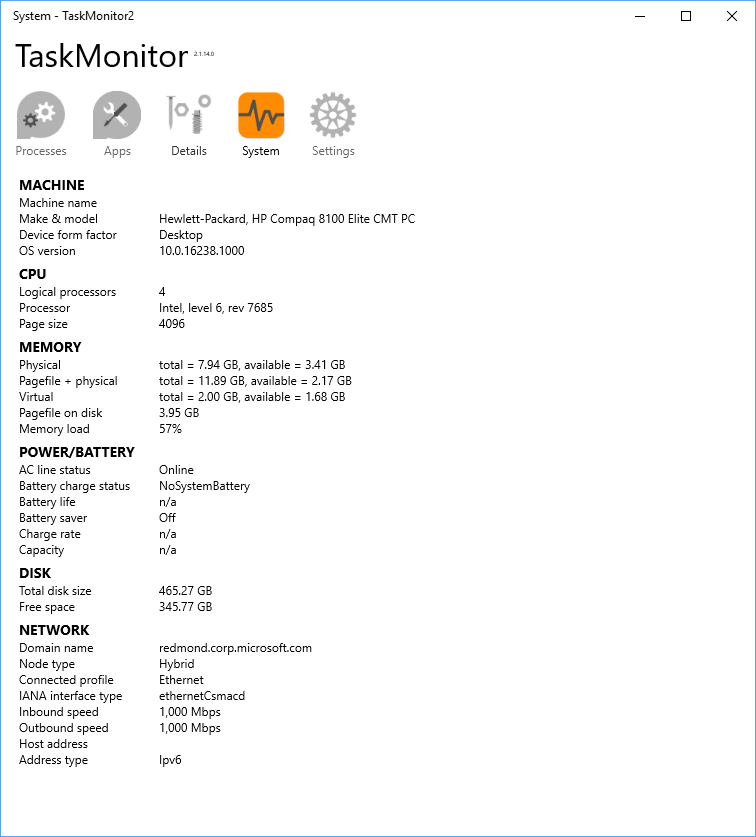 System - TaskMonitor2
TaskMonitor 2.1.14.0
Processes Apps Details System Settings
MACHINE
Machine name
Make & model Hewlett-Packard, HP Compaq 8100 Elite CMT PC
Device form factor Desktop
OS version 10.0.16238.1000
CPU
Logical processors 4
Processor Intel, level 6, rev 7685
Page size 4096
MEMORY
Physical total = 7.94 GB, available = 3.41 GB
Pagefile + physical total = 11.89 GB, available = 2.17 GB
Virtual total = 2.00 GB, available = 1.68 GB
Pagefile on disk 3.95 GB
Memory load 57%
POWER/BATTERY
AC line status Online
Battery charge status NoSystemBattery
Battery life n/a
Battery saver Off
Charge rate n/a
Capacity n/a
DISK
Total disk size 465.27 GB
Free space 345.77 GB
NETWORK
Domain name redmond.corp.microsoft.com
Node type Hybrid
Connected profile Ethernet
IANA interface type ethernetCsmacd
Inbound speed 1,000 Mbps
Outbound speed 1,000 Mbps
Host address
Address type Ipv6